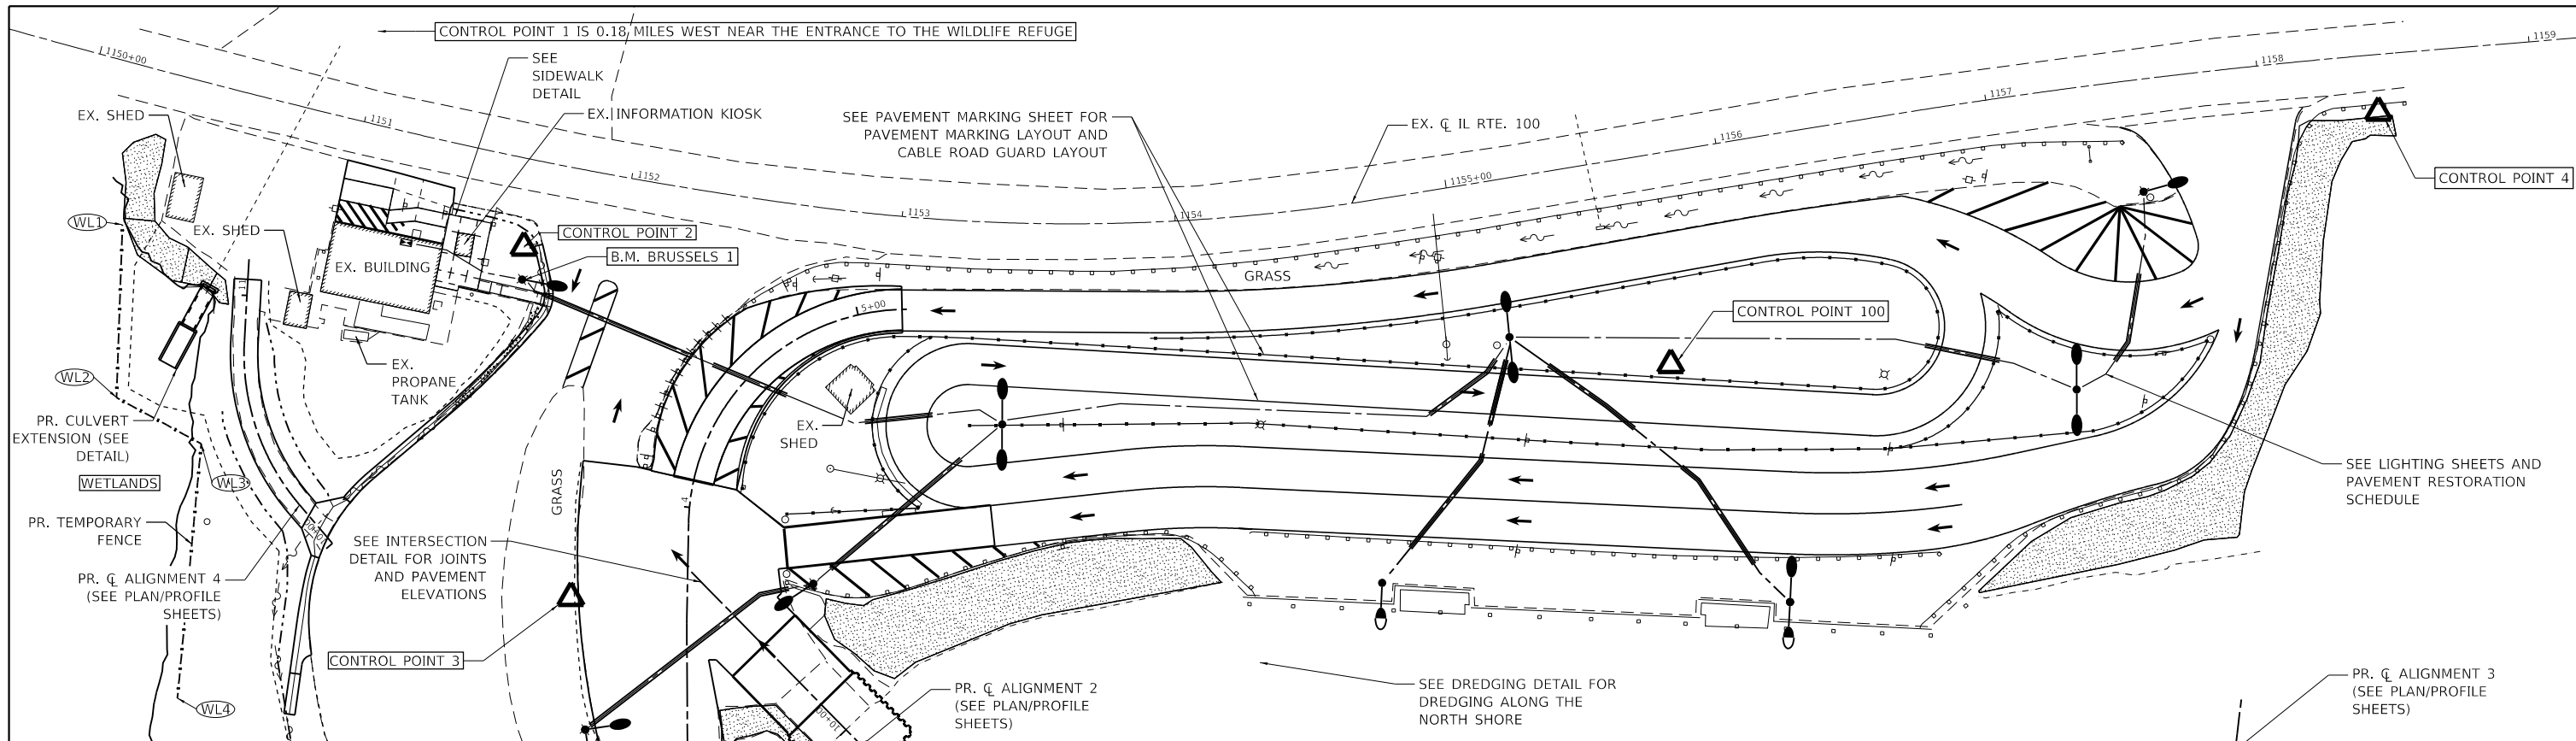 CONTROL POINT 1 IS 0.18 MILES WEST NEAR THE ENTRANCE TO THE WILDLIFE REFUGE
1150+00
1151
1152
1153
1154
1155+00
1156
1157
1158
1159
SEE
SIDEWALK
DETAIL
EX. SHED
EX. INFORMATION KIOSK
SEE PAVEMENT MARKING SHEET FOR
PAVEMENT MARKING LAYOUT AND
CABLE ROAD GUARD LAYOUT
EX. ℄ IL RTE. 100
CONTROL POINT 4
WL1
EX. SHED
CONTROL POINT 2
B.M. BRUSSELS 1
EX. BUILDING
GRASS
5+00
CONTROL POINT 100
WL2
EX.
PROPANE
TANK
PR. CULVERT
EXTENSION (SEE
DETAIL)
EX.
SHED
WETLANDS
WL3
GRASS
4
SEE LIGHTING SHEETS AND
PAVEMENT RESTORATION
SCHEDULE
PR. TEMPORARY
FENCE
SEE INTERSECTION
DETAIL FOR JOINTS
AND PAVEMENT
ELEVATIONS
PR. ℄ ALIGNMENT 4
(SEE PLAN/PROFILE
SHEETS)
CONTROL POINT 3
WL4
PR. ℄ ALIGNMENT 2
(SEE PLAN/PROFILE
SHEETS)
10+00
SEE DREDGING DETAIL FOR
DREDGING ALONG THE
NORTH SHORE
PR. ℄ ALIGNMENT 3
(SEE PLAN/PROFILE
SHEETS)